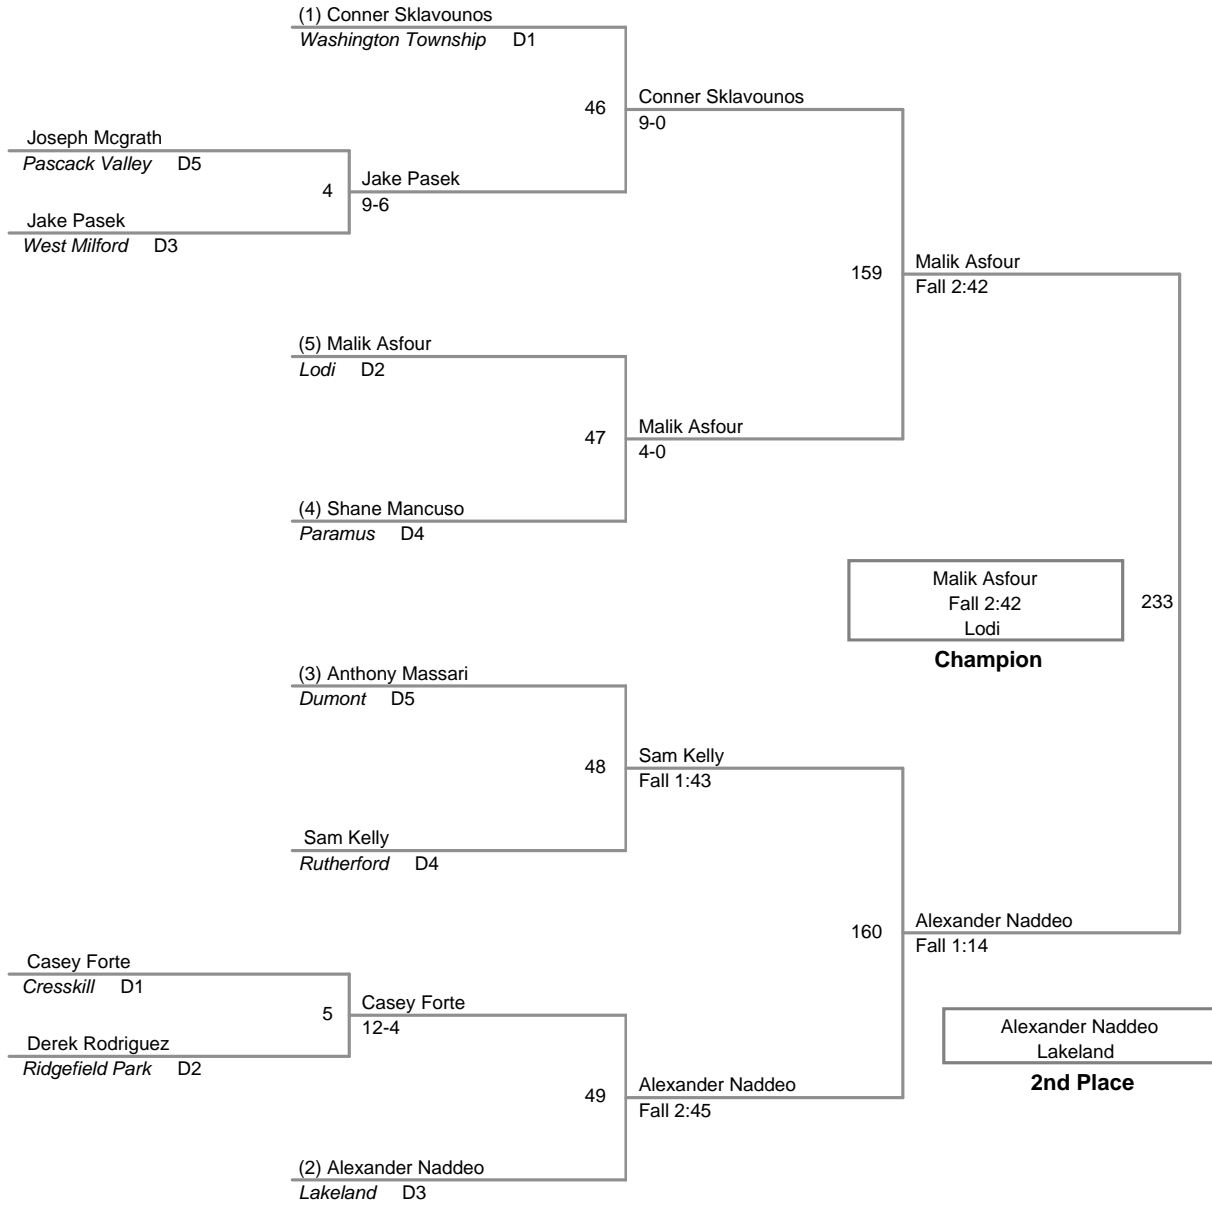 (1) Conner Sklavounos
Washington Township D1
46
Conner Sklavounos
9-0
Joseph Mcgrath
Pascack Valley D5
4
Jake Pasek
9-6
Jake Pasek
West Milford D3
159
Malik Asfour
Fall 2:42
(5) Malik Asfour
Lodi D2
47
Malik Asfour
4-0
(4) Shane Mancuso
Paramus D4
Malik Asfour
Fall 2:42
Lodi
Champion
233
(3) Anthony Massari
Dumont D5
48
Sam Kelly
Fall 1:43
Sam Kelly
Rutherford D4
160
Alexander Naddeo
Fall 1:14
Casey Forte
Cresskill D1
5
Casey Forte
12-4
Derek Rodriguez
Ridgefield Park D2
Alexander Naddeo
Lakeland
2nd Place
49
Alexander Naddeo
Fall 2:45
(2) Alexander Naddeo
Lakeland D3